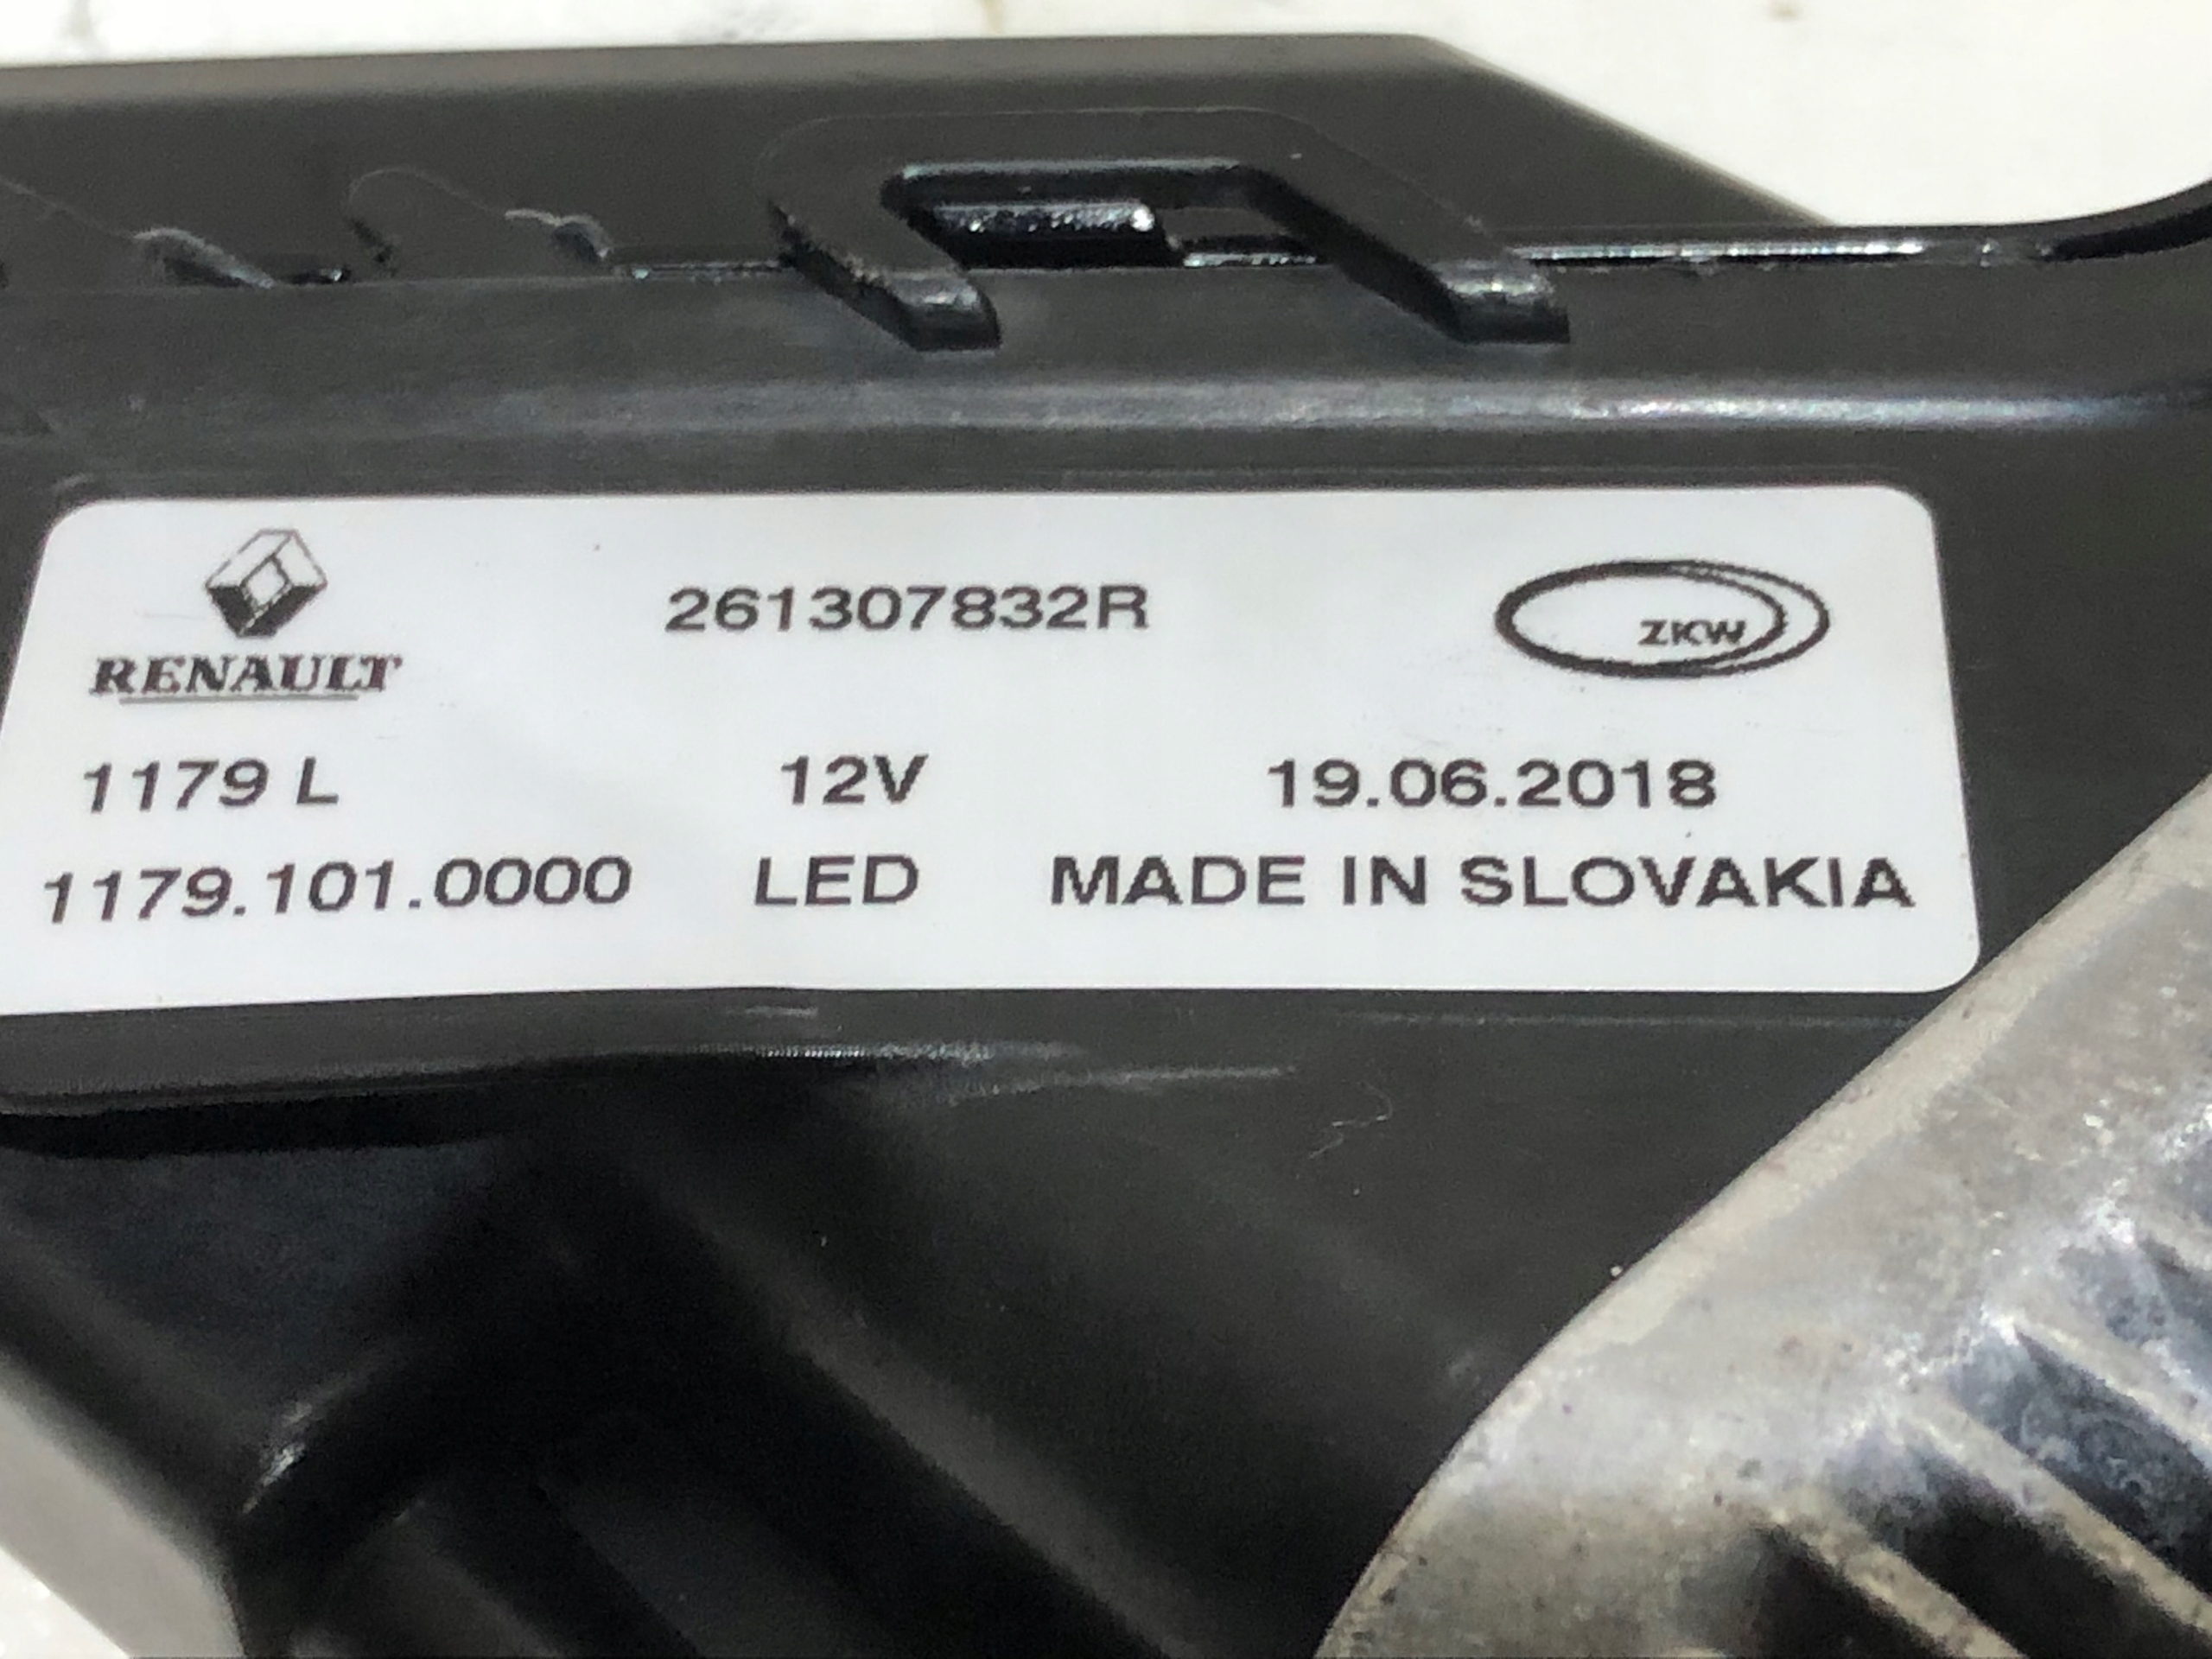 261307832R
ZKW
RENAULT
1179 L 12V 19.06.2018
1179.101.0000 LED MADE IN SLOVAKIA